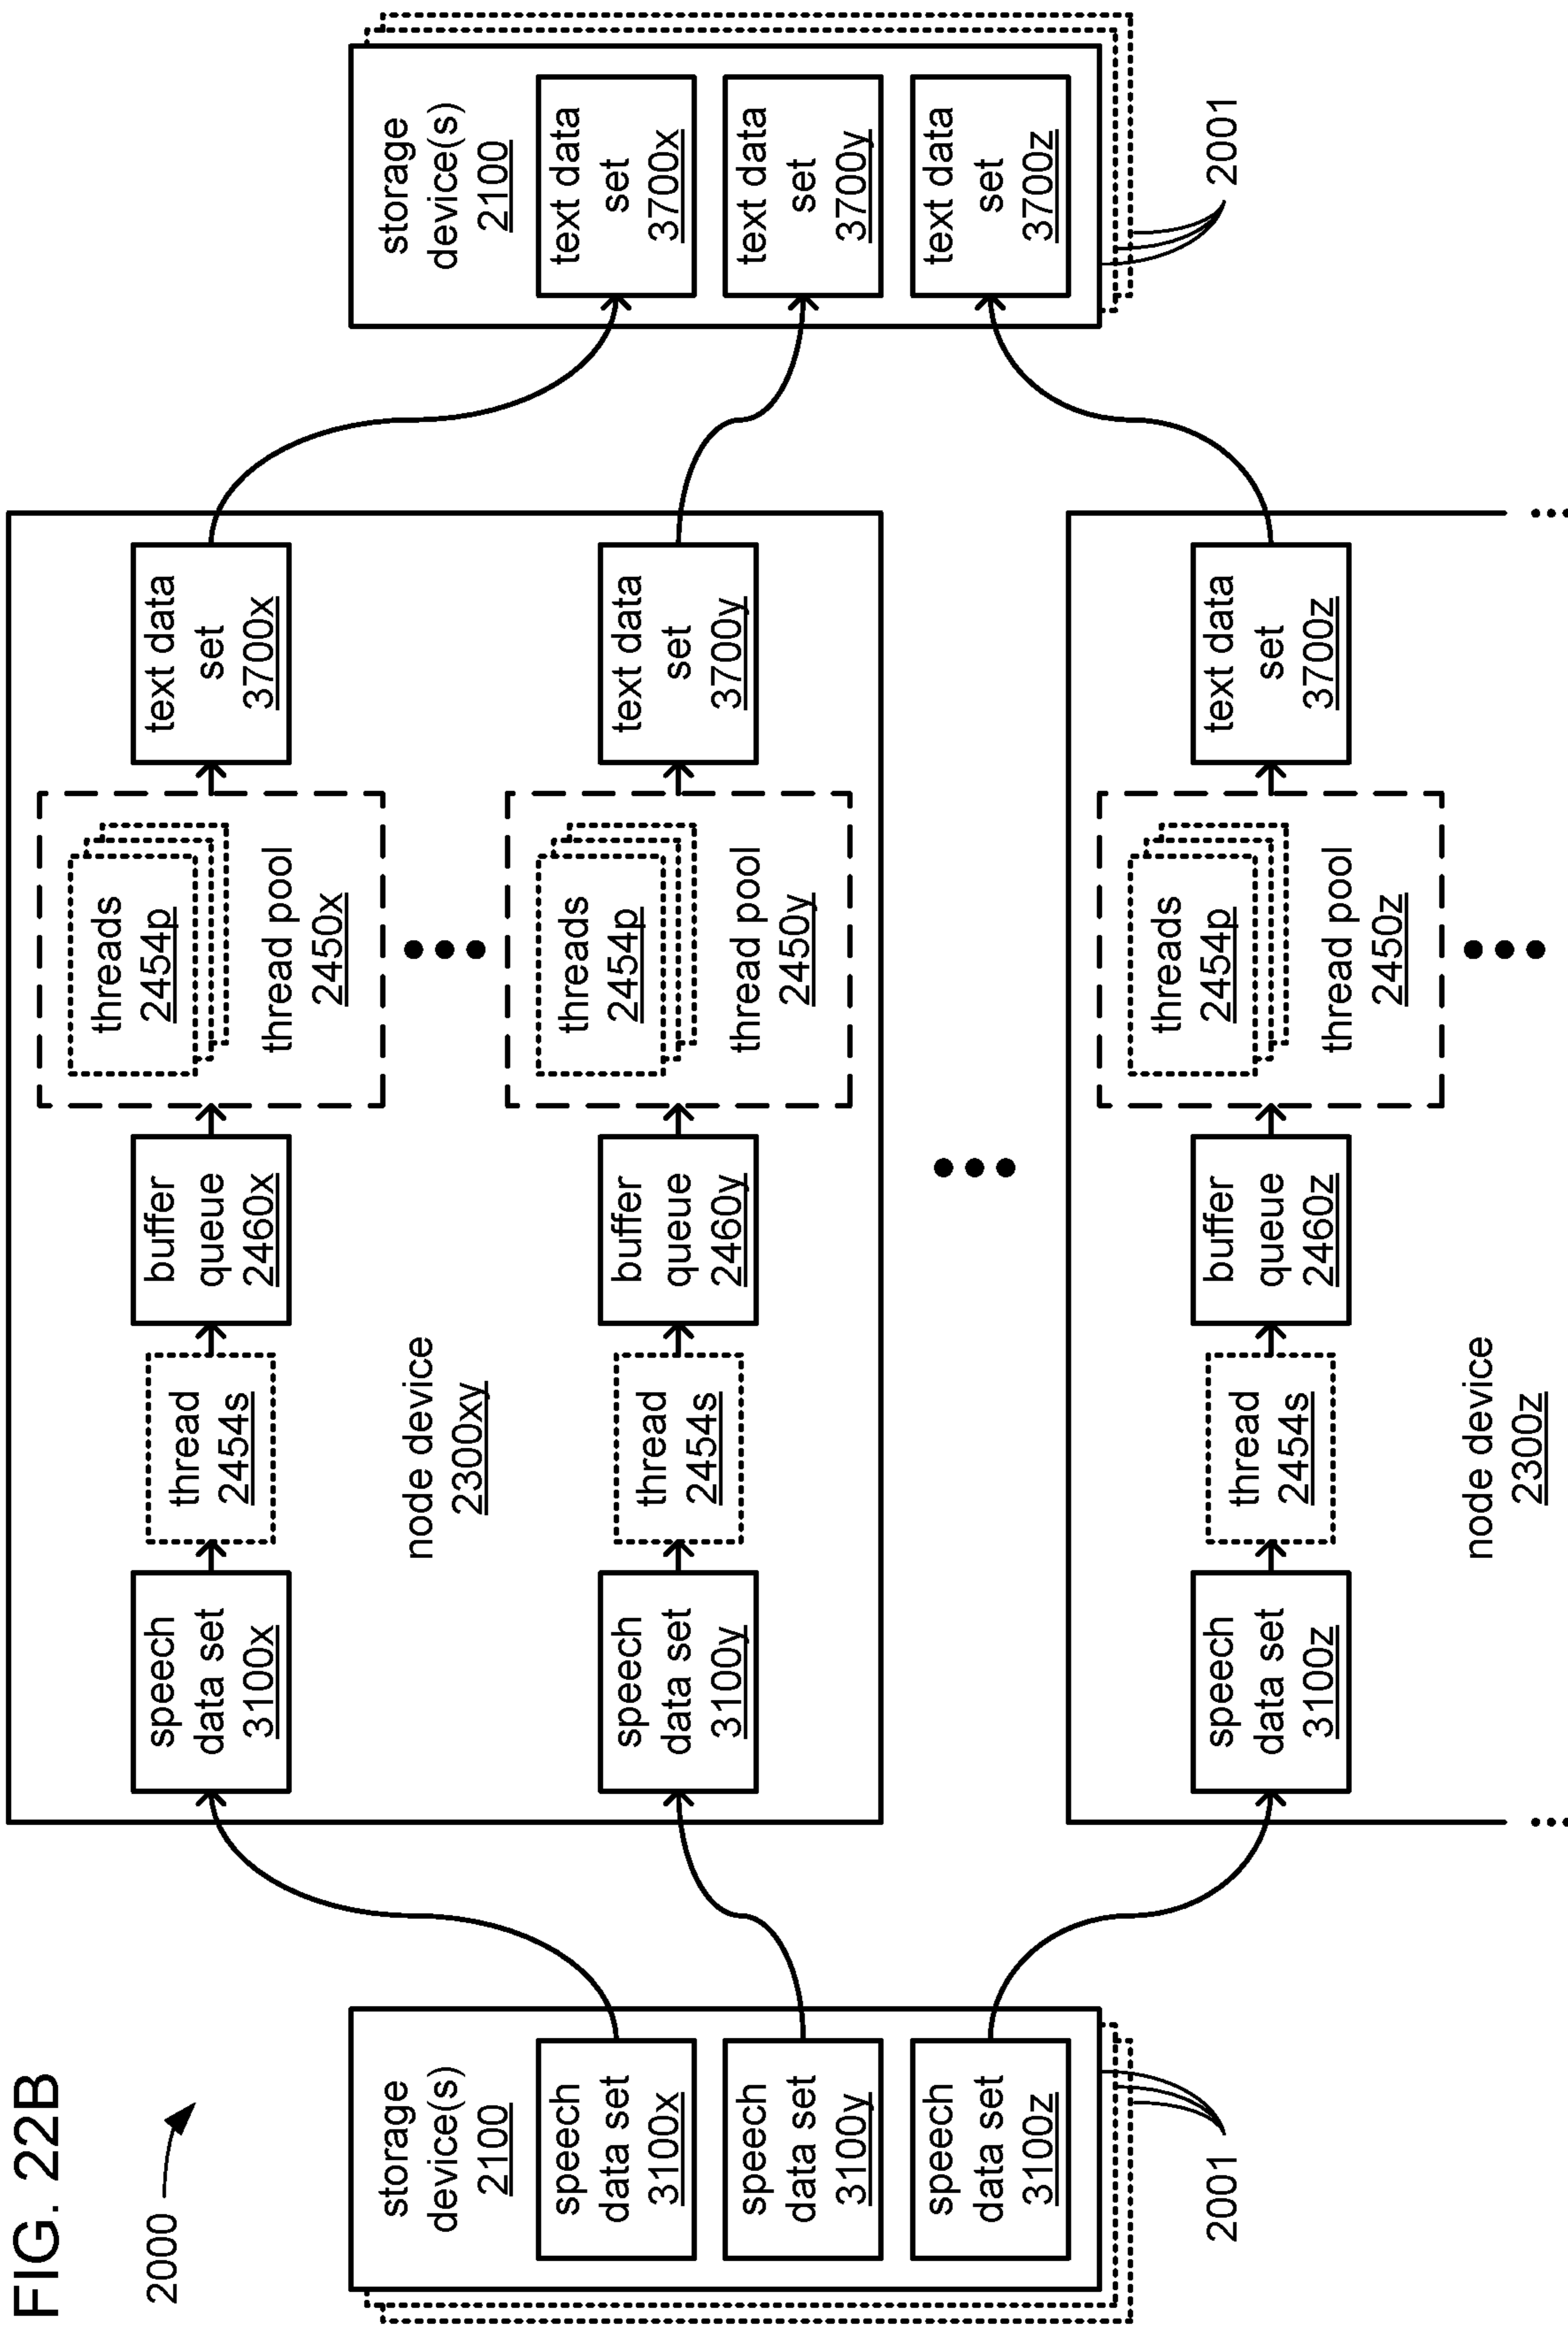 FIG. 22B
2000
storage
device(s)
2100
speech
data set
3100x
speech
data set
3100y
speech
data set
3100z
2001
speech
data set
3100x
thread
2454s
buffer
queue
2460x
threads
2454p
thread pool
2450x
text data
set
3700x
node device
2300xy
speech
data set
3100y
thread
2454s
buffer
queue
2460y
threads
2454p
thread pool
2450y
text data
set
3700y
speech
data set
3100z
thread
2454s
buffer
queue
2460z
threads
2454p
thread pool
2450z
text data
set
3700z
node device
2300z
storage
device(s)
2100
text data
set
3700x
text data
set
3700y
text data
set
3700z
2001